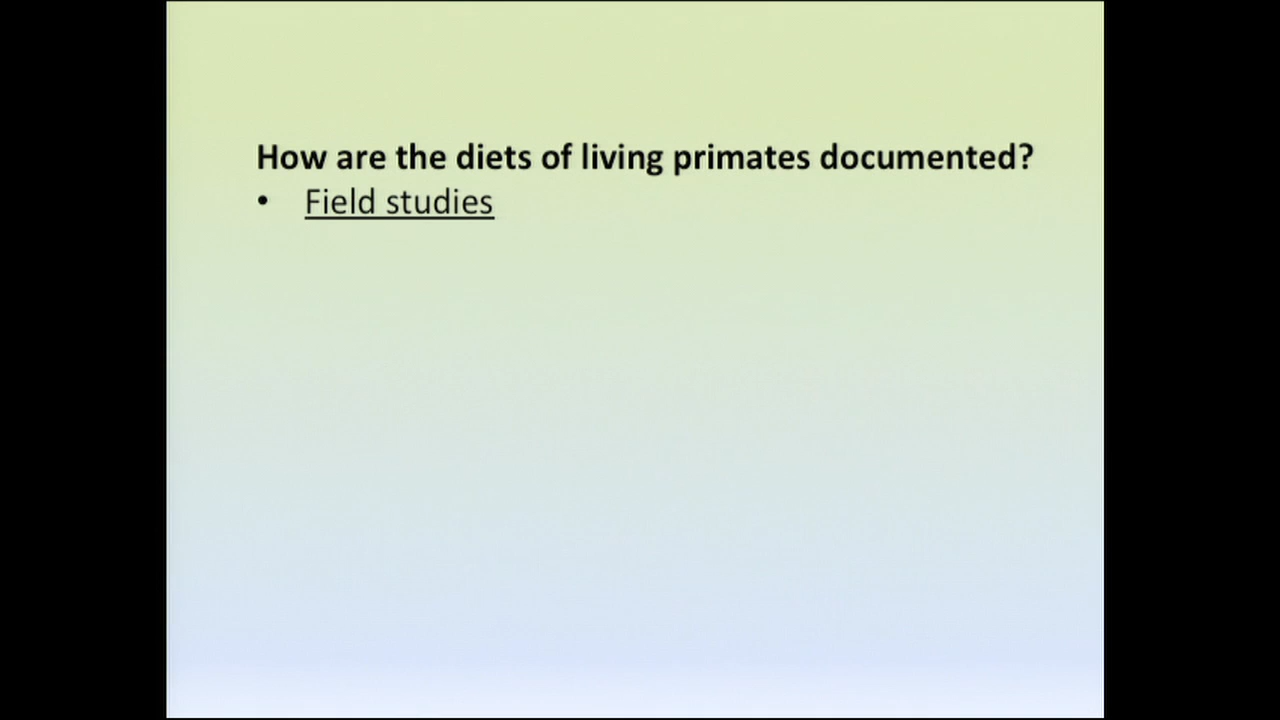 How are the diets of living primates documented?
• Field studies